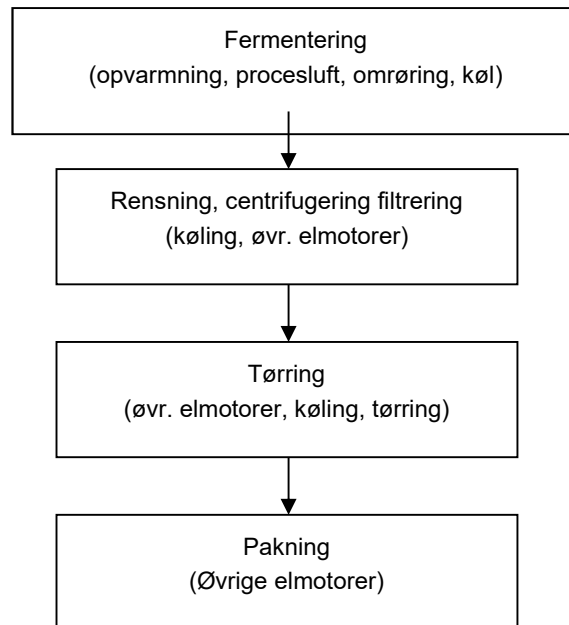 Fermentering
(opvarmning, procesluft, omrøring, køl)
Rensning, centrifugering filtrering
(køling, øvr. elmotorer)
Tørring
(øvr. elmotorer, køling, tørring)
Pakning
(Øvrige elmotorer)